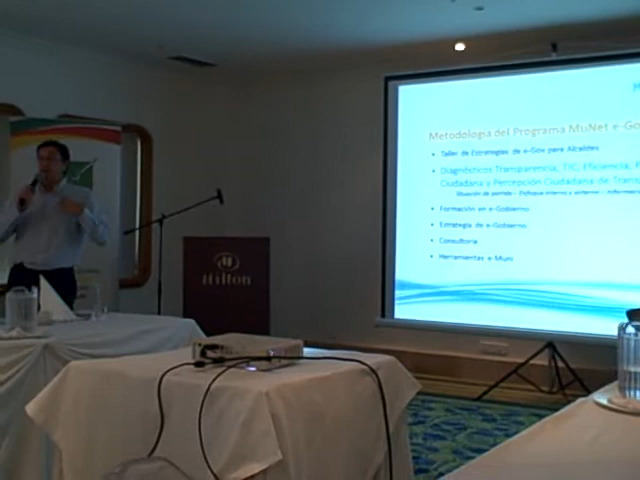 Metodología del Programa MuNet e-Go
Taller de Estrategias de e-Gov para Alcaldes
Diagnósticos Transparencia, TIC, Eficiencia, P
Ciudadana y Percepción Ciudadana de Trans
Formación en e-Gobierno
Estrategia de e-Gobierno
Consultoría
Herramientas e-Muni
Hilton